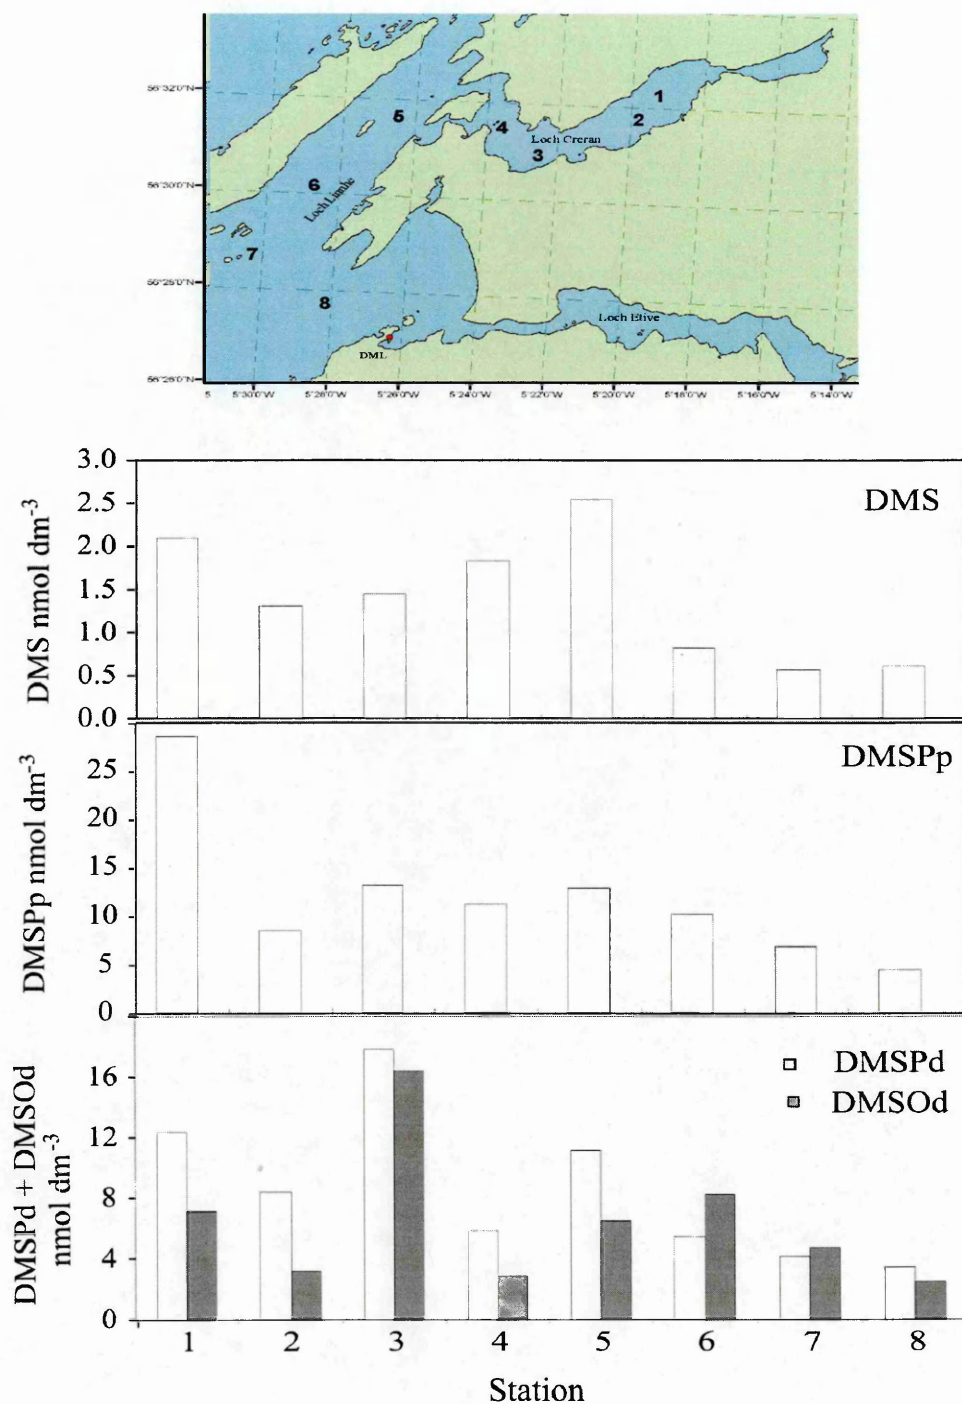 56°32'0"N
1
5
4
2
Loch Creran
3
56°30'0"N
6
Loch Linnhe
7
56°28'0"N
8
Loch Etive
DML
56°26'0"N
5°30'0"W 5°28'0"W 5°26'0"W 5°24'0"W 5°22'0"W 5°20'0"W 5°18'0"W 5°16'0"W 5°14'0"W
DMS nmol dm-3
3.0
2.5
2.0
1.5
1.0
0.5
0.0
DMS
DMSPp nmol dm-3
25
20
15
10
5
0
DMSPp
DMSPd + DMSOd
nmol dm-3
16
12
8
4
0
DMSPd
DMSOd
1 2 3 4 5 6 7 8
Station